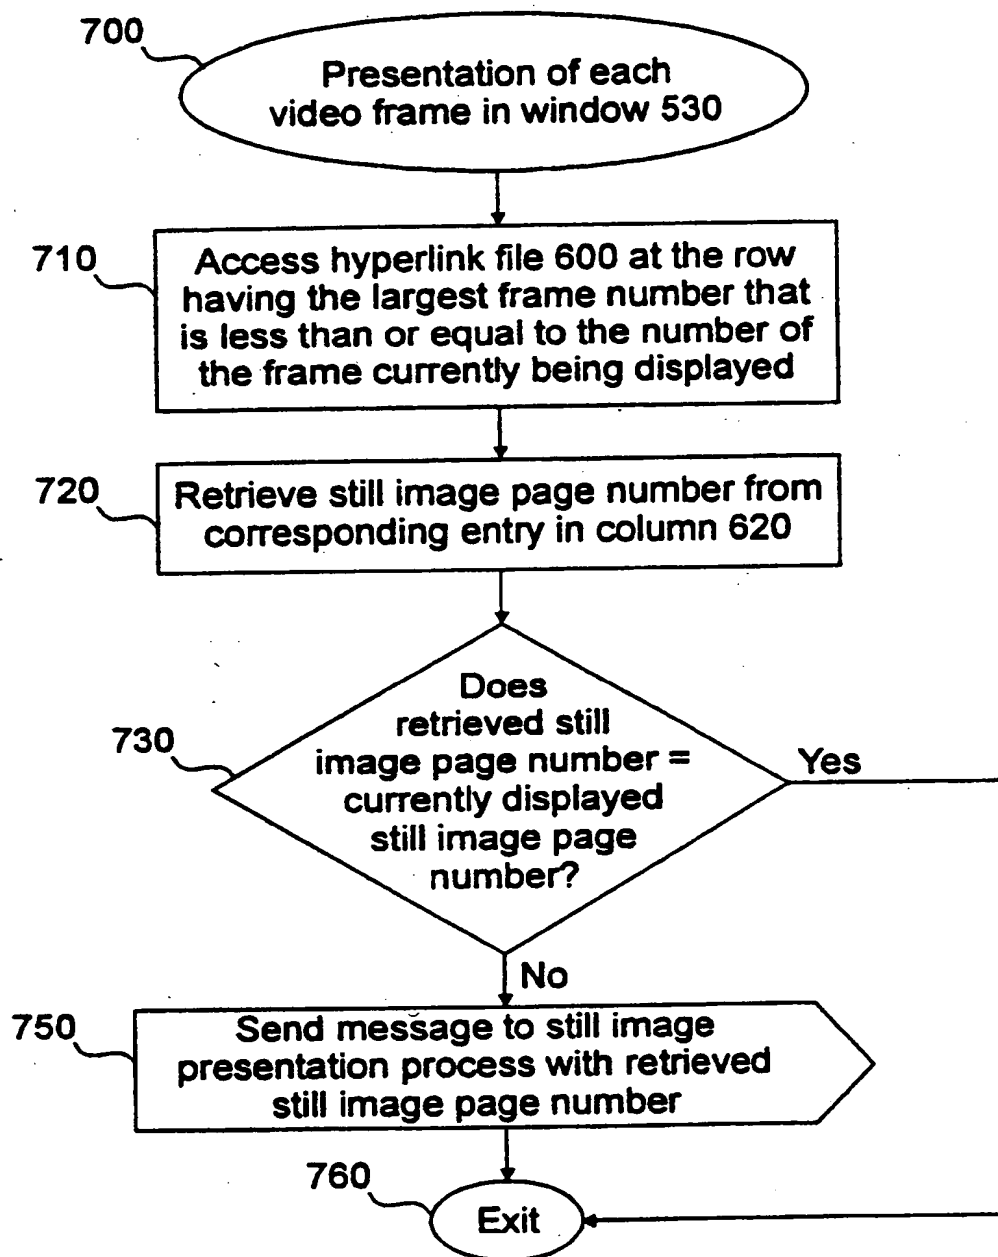 700
Presentation of each
video frame in window 530
710
Access hyperlink file 600 at the row
having the largest frame number that
is less than or equal to the number of
the frame currently being displayed
720
Retrieve still image page number from
corresponding entry in column 620
730
Does
retrieved still
image page number =
currently displayed
still image page
number?
Yes
No
750
Send message to still image
presentation process with retrieved
still image page number
760
Exit